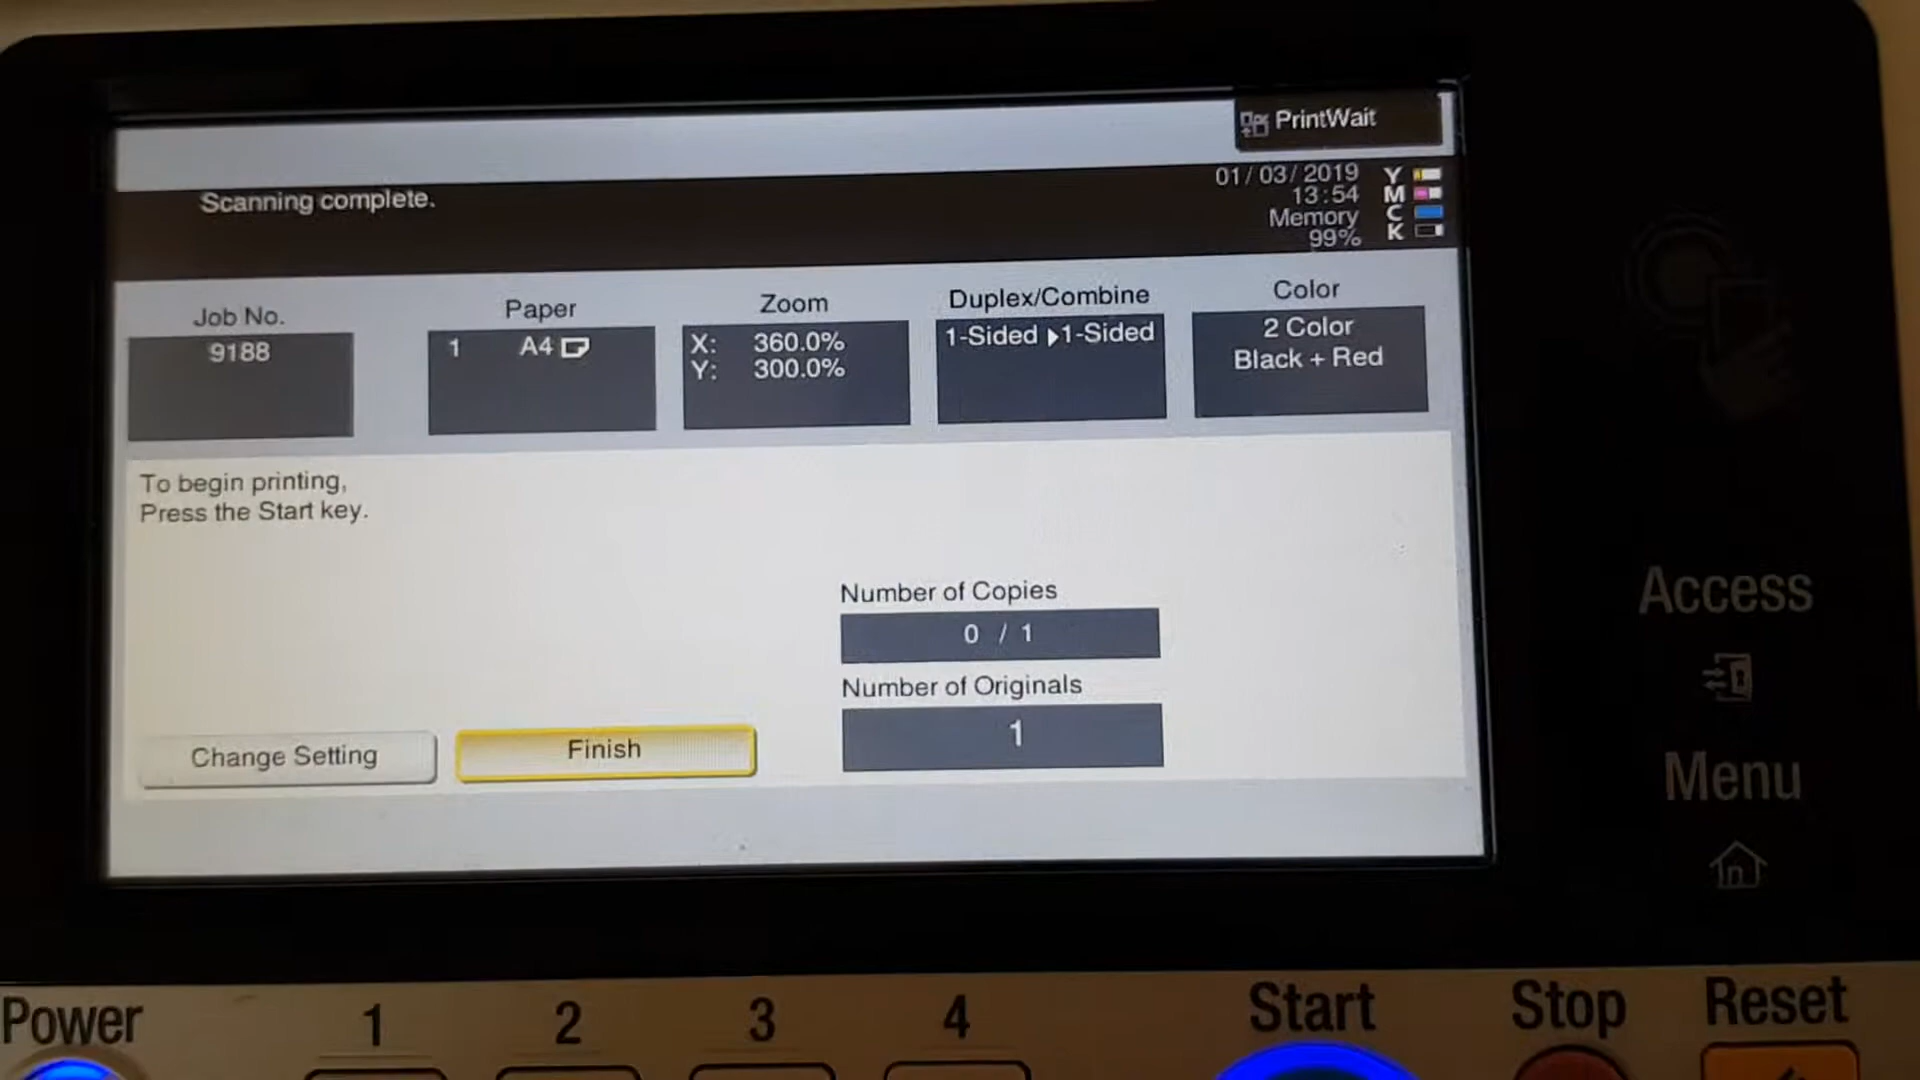 PrintWait
Scanning complete.
01/03/2019
13:54
Memory
99%
Y
M
C
K
Job No.
9188
Paper
1 A4
Zoom
X: 360.0%
Y: 300.0%
Duplex/Combine
1-Sided ▶1-Sided
Color
2 Color
Black + Red
To begin printing,
Press the Start key.
Number of Copies
0 / 1
Number of Originals
1
Change Setting
Finish
Access
Menu
Power
1
2
3
4
Start
Stop
Reset